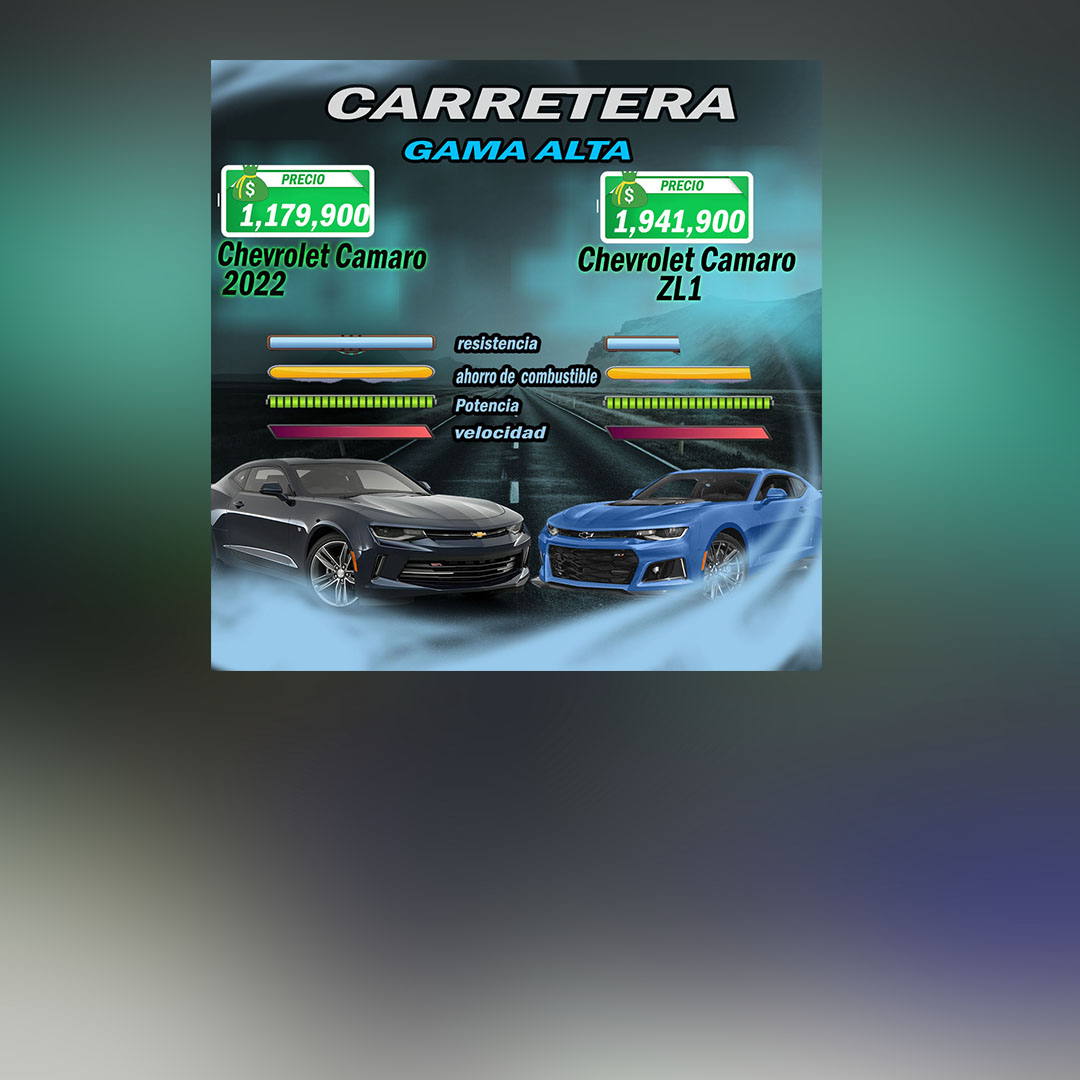 CARRETERA
GAMA ALTA
PRECIO
$
1,179,900
Chevrolet Camaro
2022
PRECIO
$
1,941,900
Chevrolet Camaro
ZL1
resistencia
ahorro de combustible
Potencia
velocidad